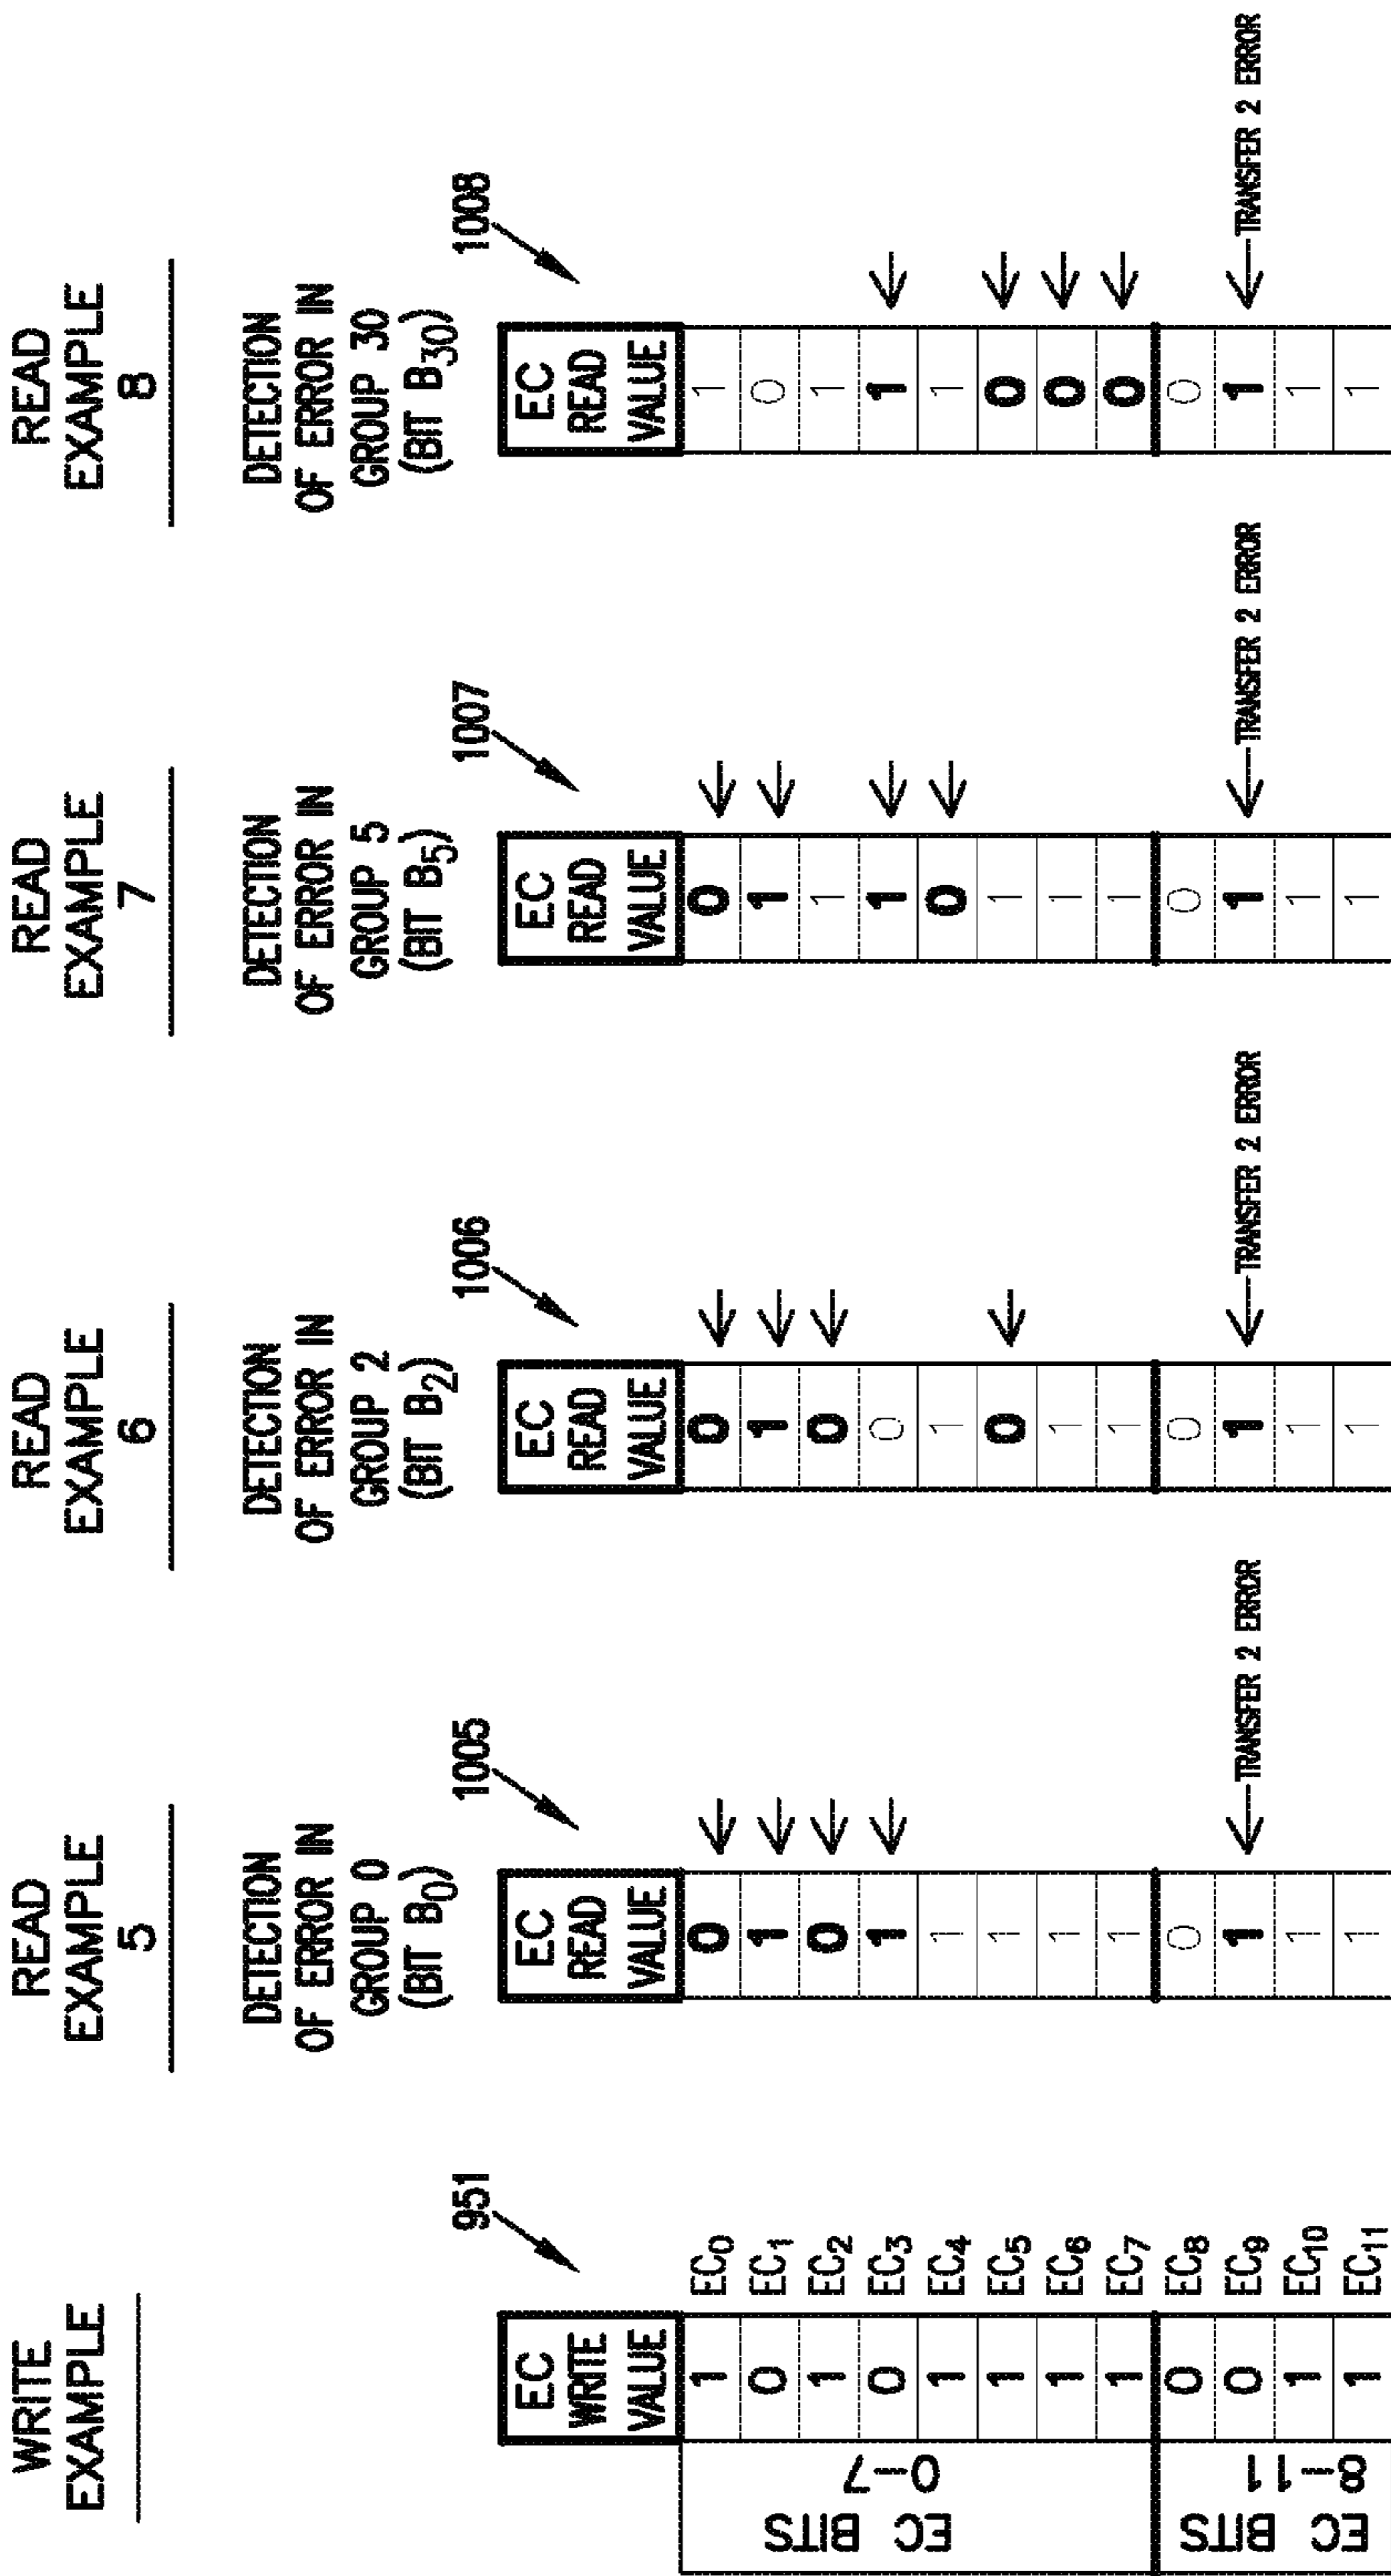 WRITE
EXAMPLE
READ
EXAMPLE
5
READ
EXAMPLE
6
READ
EXAMPLE
7
READ
EXAMPLE
8
DETECTION
OF ERROR IN
GROUP 0
(BIT B0)
DETECTION
OF ERROR IN
GROUP 2
(BIT B2)
DETECTION
OF ERROR IN
GROUP 5
(BIT B5)
DETECTION
OF ERROR IN
GROUP 30
(BIT B30)
951
1005
1006
1007
1008
EC
WRITE
VALUE
EC
READ
VALUE
EC
READ
VALUE
EC
READ
VALUE
EC
READ
VALUE
EC BITS
0-7
1 EC0 0 0 0 1
0 EC1 1 1 1 0
1 EC2 0 0 1 1
0 EC3 1 0 1 1
1 EC4 1 1 0 1
1 EC5 1 0 1 0
1 EC6 1 1 1 0
1 EC7 1 1 1 0
EC BITS
8-11
0 EC8 0 0 0 0
0 EC9 1 TRANSFER 2 ERROR 1 TRANSFER 2 ERROR 1 TRANSFER 2 ERROR 1 TRANSFER 2 ERROR
1 EC10 1 1 1 1
1 EC11 1 1 1 1